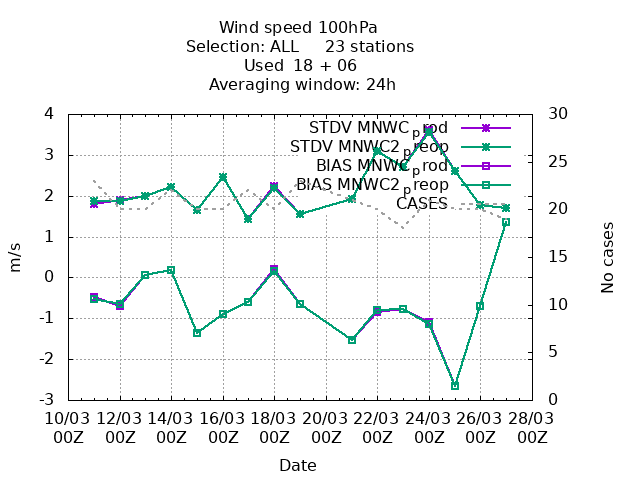 Wind speed 100hPa
Selection: ALL 23 stations
Used 18 + 06
Averaging window: 24h
4 30
STDV MNWC_prod
STDV MNWC2_preop
3 25
BIAS MNWC_prod
BIAS MNWC2_preop
CASES
2 20
1 15
0 10
-1
-2 5
-3 0
m/s
No cases
10/03 12/03 14/03 16/03 18/03 20/03 22/03 24/03 26/03 28/03
00Z 00Z 00Z 00Z 00Z 00Z 00Z 00Z 00Z 00Z
Date